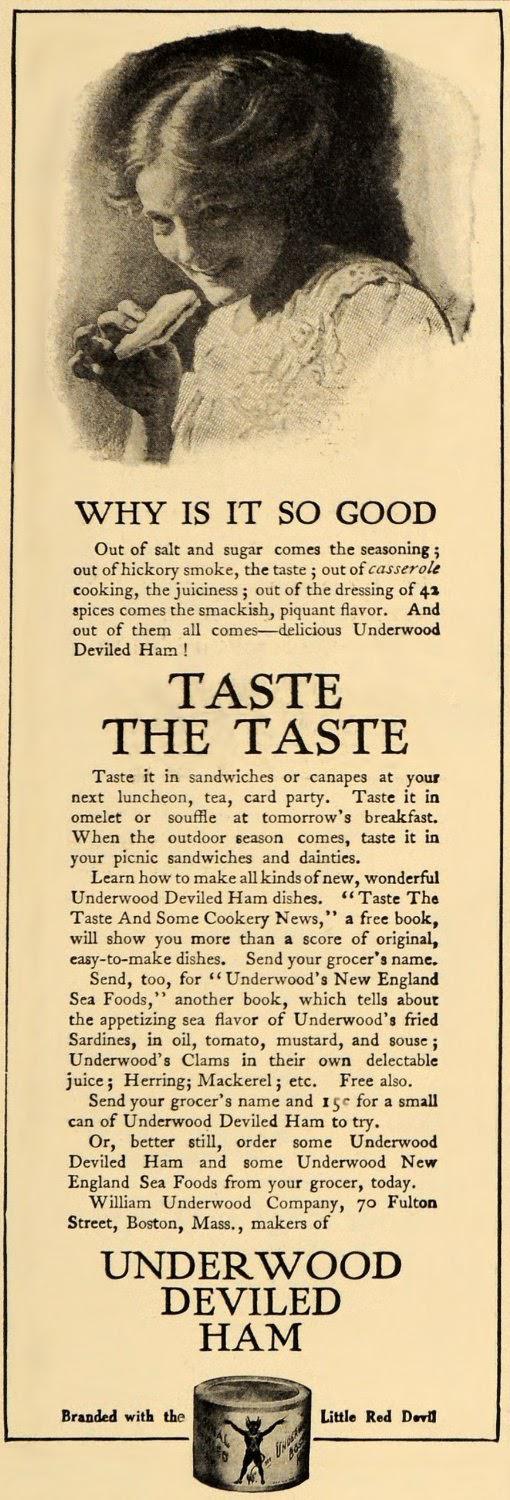 WHY IS IT SO GOOD
Out of salt and sugar comes the seasoning;
out of hickory smoke, the taste; out of casserole
cooking, the juiciness; out of the dressing of 42
spices comes the smackish, piquant flavor. And
out of them all comes—delicious Underwood
Deviled Ham!
TASTE
THE TASTE
Taste it in sandwiches or canapes at your
next luncheon, tea, card party. Taste it in
omelet or souffle at tomorrow's breakfast.
When the outdoor season comes, taste it in
your picnic sandwiches and dainties.
Learn how to make all kinds of new, wonderful
Underwood Deviled Ham dishes. "Taste The
Taste And Some Cookery News," a free book,
will show you more than a score of original,
easy-to-make dishes. Send your grocer's name.
Send, too, for "Underwood's New England
Sea Foods," another book, which tells about
the appetizing sea flavor of Underwood's fried
Sardines, in oil, tomato, mustard, and souse;
Underwood's Clams in their own delectable
juice; Herring; Mackerel; etc. Free also.
Send your grocer's name and 15c for a small
can of Underwood Deviled Ham to try.
Or, better still, order some Underwood
Deviled Ham and some Underwood New
England Sea Foods from your grocer, today.
William Underwood Company, 70 Fulton
Street, Boston, Mass., makers of
UNDERWOOD
DEVILED
HAM
Branded with the Little Red Devil